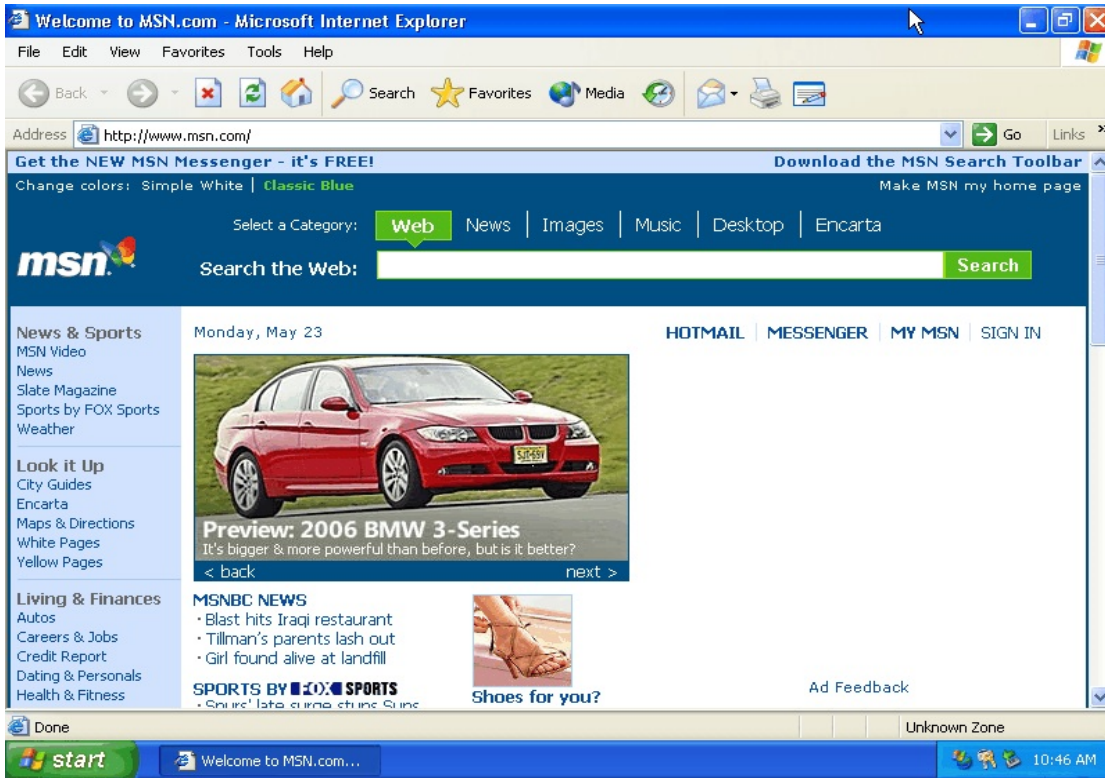 Welcome to MSN.com - Microsoft Internet Explorer
File Edit View Favorites Tools Help
Back Search Favorites Media
Address http://www.msn.com/ Go Links »
Get the NEW MSN Messenger - it's FREE! Download the MSN Search Toolbar
Change colors: Simple White | Classic Blue Make MSN my home page
Select a Category: Web News | Images | Music | Desktop | Encarta
msn
Search the Web: Search
Monday, May 23 HOTMAIL | MESSENGER | MY MSN | SIGN IN
News & Sports
MSN Video
News
Slate Magazine
Sports by FOX Sports
Weather
Look it Up
City Guides
Encarta
Maps & Directions
White Pages
Yellow Pages
Living & Finances
Autos
Careers & Jobs
Credit Report
Dating & Personals
Health & Fitness
SJT-69V
Preview: 2006 BMW 3-Series
It's bigger & more powerful than before, but is it better?
< back next >
MSNBC NEWS
· Blast hits Iraqi restaurant
· Tillman's parents lash out
· Girl found alive at landfill
SPORTS BY FOX SPORTS
· Spurs' late surge stuns Suns
Shoes for you?
Ad Feedback
Done Unknown Zone
start Welcome to MSN.com... 10:46 AM